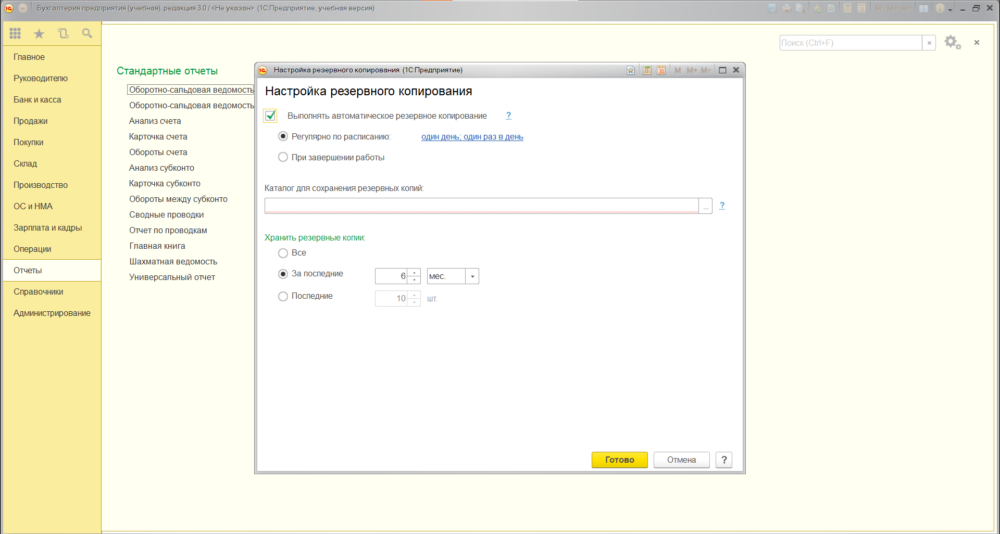 Бухгалтерия предприятия (учебная), редакция 3.0 / <Не указан> (1С:Предприятие, учебная версия)
M M+ M-
Главное
Руководителю
Банк и касса
Продажи
Покупки
Склад
Производство
ОС и НМА
Зарплата и кадры
Операции
Отчеты
Справочники
Администрирование
Поиск (Ctrl+F)
Стандартные отчеты
Оборотно-сальдовая ведомость
Оборотно-сальдовая ведомость
Анализ счета
Карточка счета
Обороты счета
Анализ субконто
Карточка субконто
Обороты между субконто
Сводные проводки
Отчет по проводкам
Главная книга
Шахматная ведомость
Универсальный отчет
Настройка резервного копирования (1С:Предприятие)
31 M M+ M-
Настройка резервного копирования
Выполнять автоматическое резервное копирование ?
Регулярно по расписанию: один день; один раз в день
При завершении работы
Каталог для сохранения резервных копий:
... ?
Хранить резервные копии:
Все
За последние 6 мес.
Последние 10 шт.
Готово Отмена ?